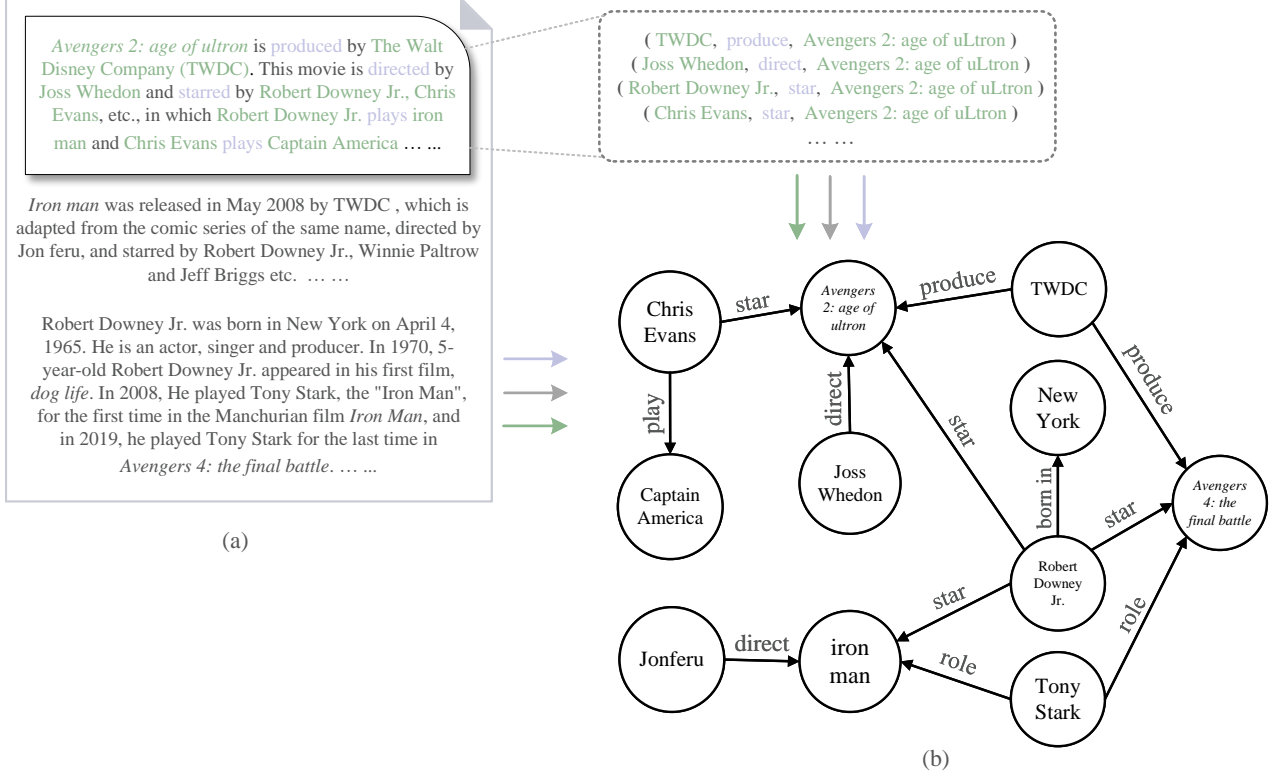 Avengers 2: age of ultron is produced by The Walt
Disney Company (TWDC). This movie is directed by
Joss Whedon and starred by Robert Downey Jr., Chris
Evans, etc., in which Robert Downey Jr. plays iron
man and Chris Evans plays Captain America … ...
Iron man was released in May 2008 by TWDC , which is
adapted from the comic series of the same name, directed by
Jon feru, and starred by Robert Downey Jr., Winnie Paltrow
and Jeff Briggs etc. … …
Robert Downey Jr. was born in New York on April 4,
1965. He is an actor, singer and producer. In 1970, 5-
year-old Robert Downey Jr. appeared in his first film,
dog life. In 2008, He played Tony Stark, the "Iron Man",
for the first time in the Manchurian film Iron Man, and
in 2019, he played Tony Stark for the last time in
Avengers 4: the final battle. … ...
(a)
( TWDC, produce, Avengers 2: age of uLtron )
( Joss Whedon, direct, Avengers 2: age of uLtron )
( Robert Downey Jr., star, Avengers 2: age of uLtron )
( Chris Evans, star, Avengers 2: age of uLtron )
… …
Chris
Evans
star
Avengers
2: age of
ultron
produce
TWDC
play
direct
star
New
York
produce
Captain
America
Joss
Whedon
born in
star
Avengers
4: the
final battle
Robert
Downey
Jr.
star
role
Jonferu
direct
iron
man
role
Tony
Stark
(b)